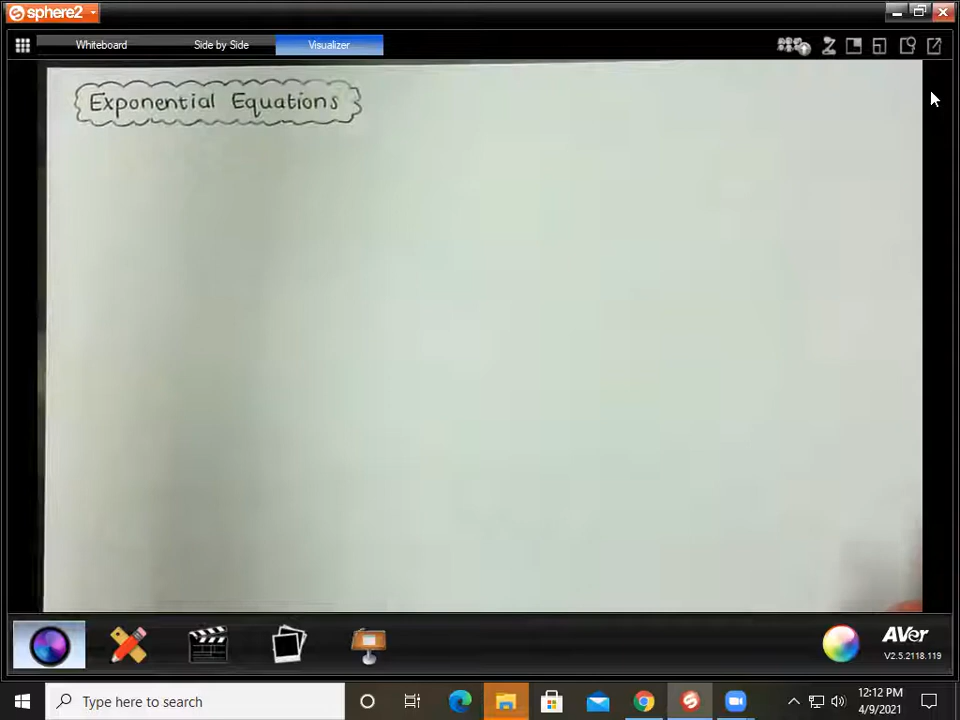 sphere2
Whiteboard
Side by Side
Visualizer
Exponential Equations
AVer
V2.5.2118.119
Type here to search
12:12 PM
4/9/2021